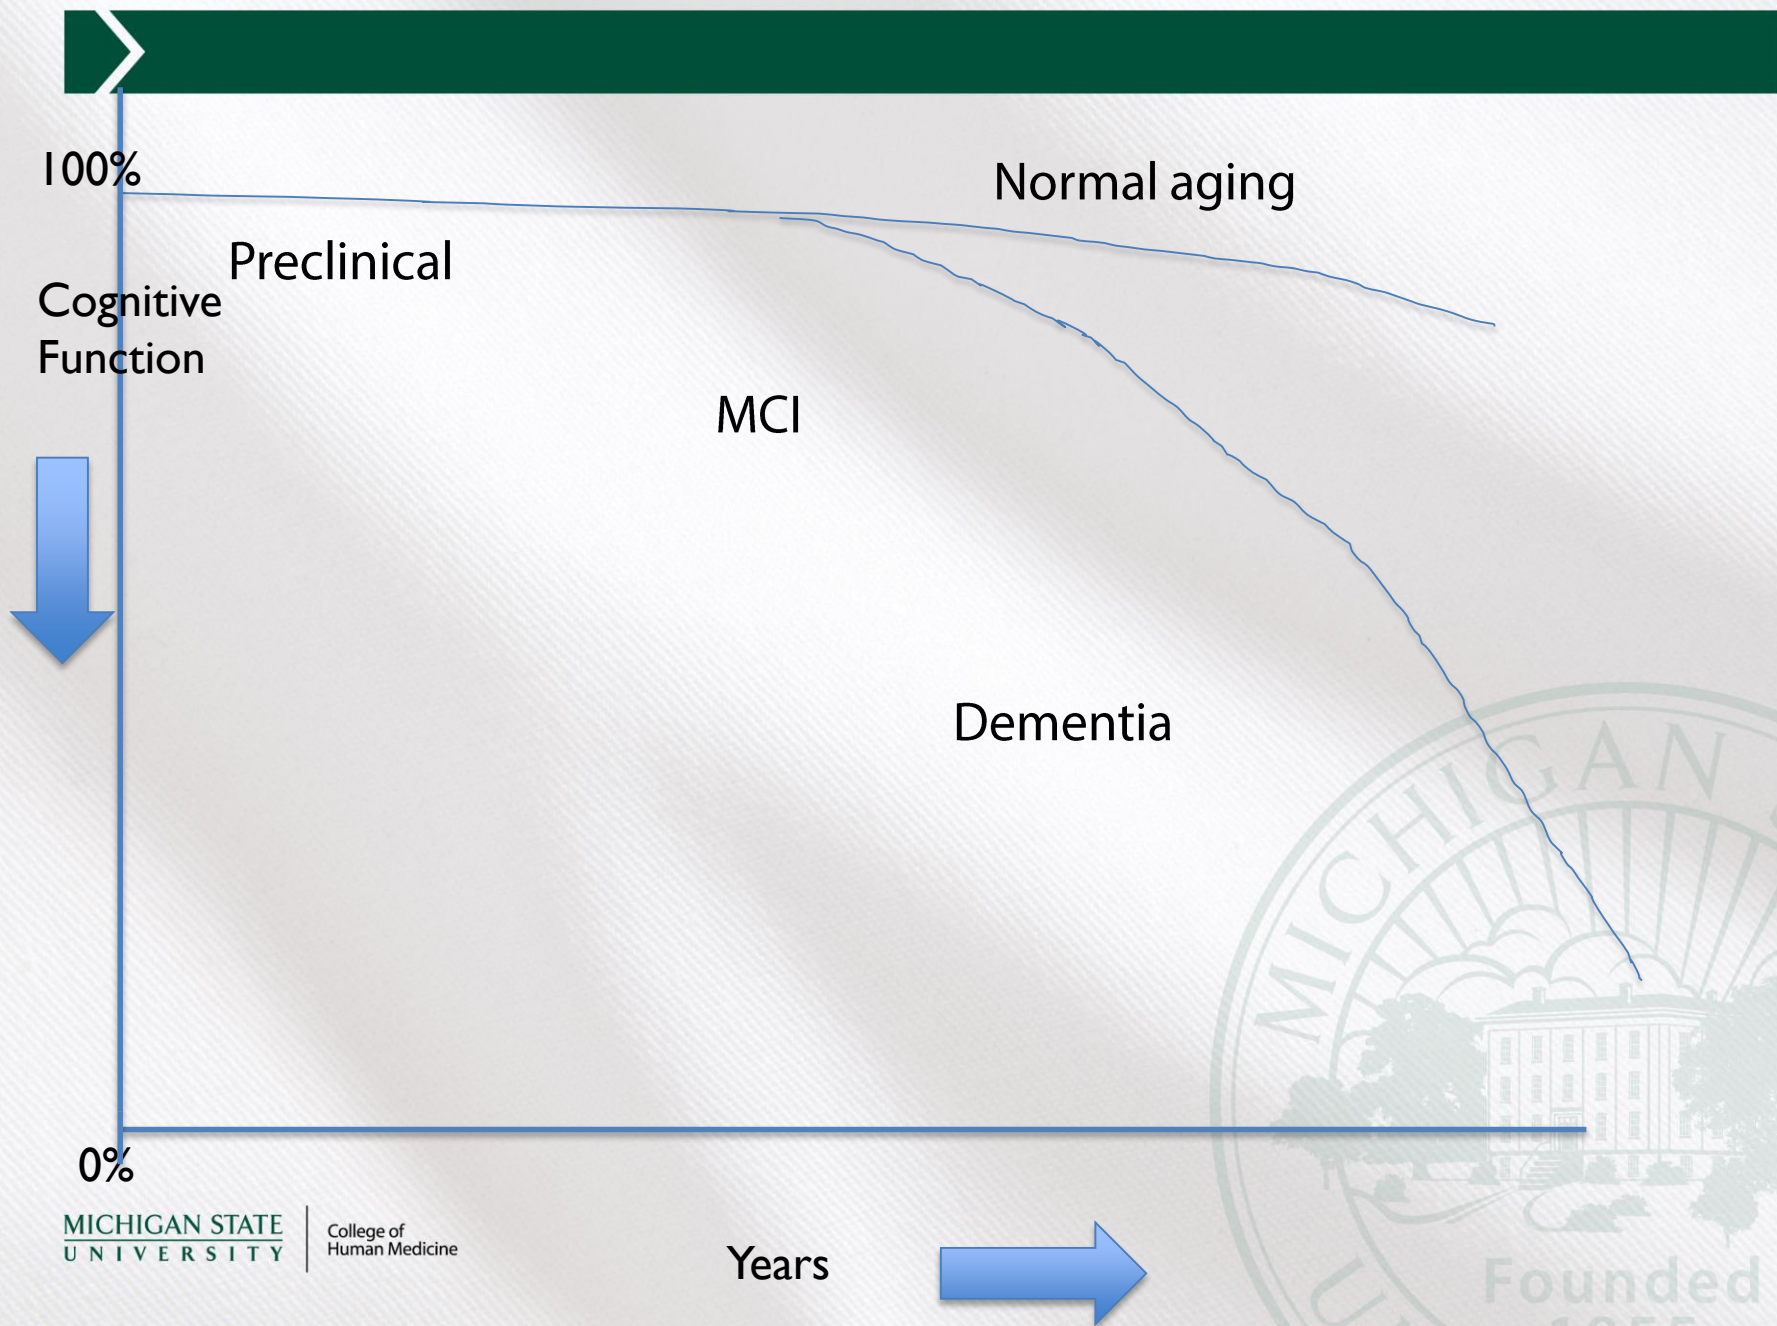 100%
Normal aging
Preclinical
Cognitive
Function
MCI
Dementia
0%
MICHIGAN STATE
UNIVERSITY
College of
Human Medicine
Years
MICHIGAN
Founded